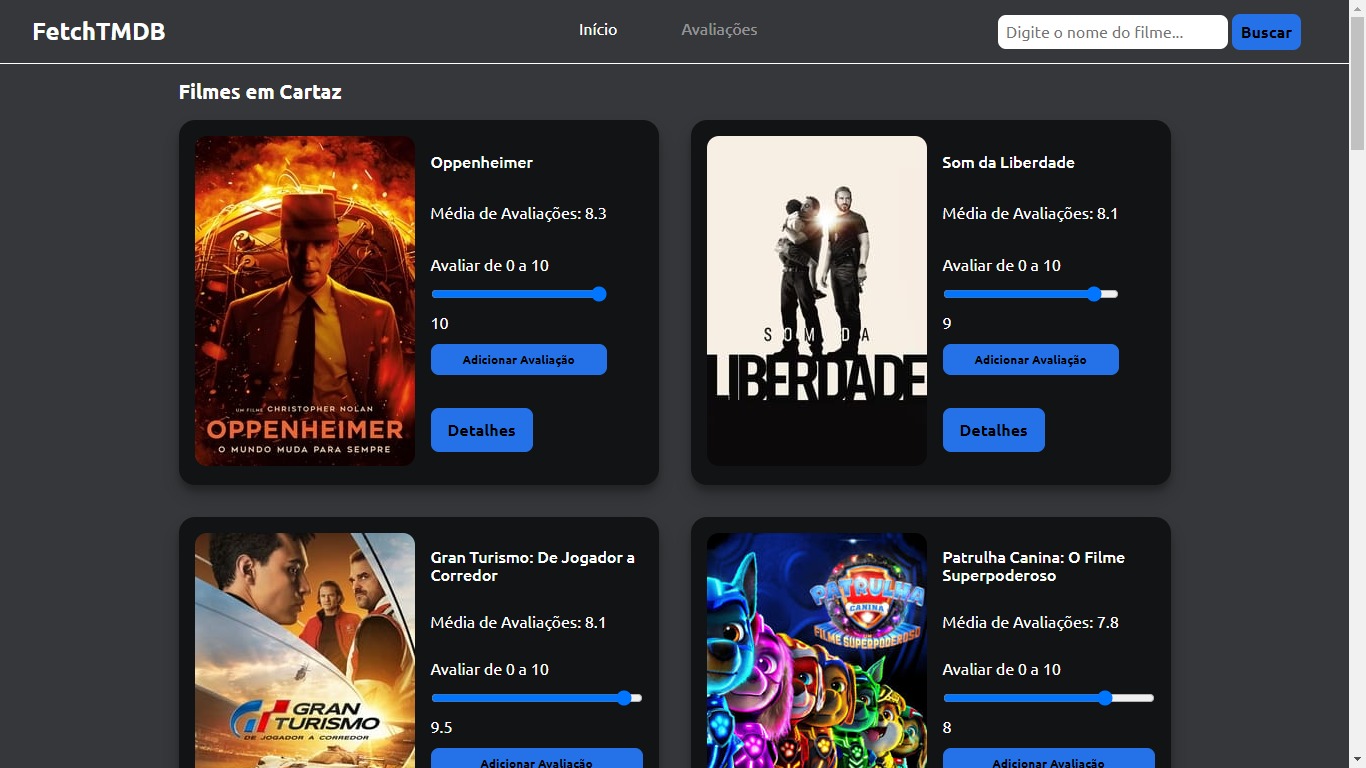 FetchTMDB
Início
Avaliações
Digite o nome do filme...
Buscar
Filmes em Cartaz
UM FILME CHRISTOPHER NOLAN
OPPENHEIMER
O MUNDO MUDA PARA SEMPRE
Oppenheimer
Média de Avaliações: 8.3
Avaliar de 0 a 10
10
Adicionar Avaliação
Detalhes
SOM DA
LIBERDADE
Som da Liberdade
Média de Avaliações: 8.1
Avaliar de 0 a 10
9
Adicionar Avaliação
Detalhes
GRAN
TURISMO
DE JOGADOR A CORREDOR
Gran Turismo: De Jogador a
Corredor
Média de Avaliações: 8.1
Avaliar de 0 a 10
9.5
Adicionar Avaliação
PATRULHA
CANINA
UM
FILME SUPERPODEROSO
Patrulha Canina: O Filme
Superpoderoso
Média de Avaliações: 7.8
Avaliar de 0 a 10
8
Adicionar Avaliação